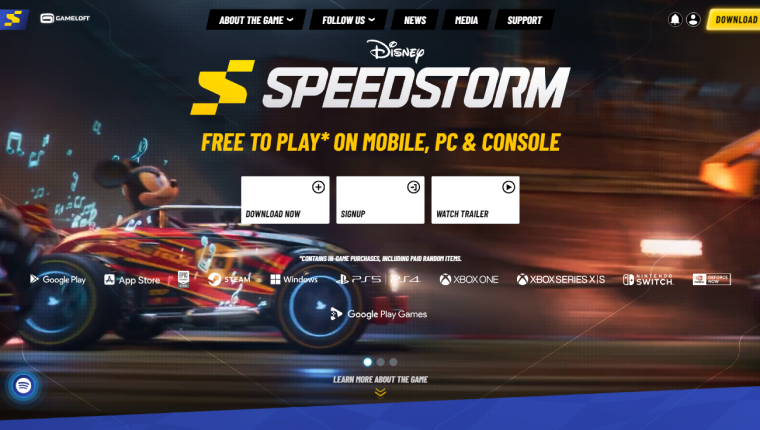 GAMELOFT
ABOUT THE GAME
FOLLOW US
NEWS
MEDIA
SUPPORT
DOWNLOAD
Disney
SPEEDSTORM
FREE TO PLAY* ON MOBILE, PC & CONSOLE
DOWNLOAD NOW
SIGNUP
WATCH TRAILER
*CONTAINS IN-GAME PURCHASES, INCLUDING PAID RANDOM ITEMS.
Google Play
App Store
EPIC GAMES
STEAM
Windows
PS5 | PS4
XBOX ONE
XBOX SERIES X|S
NINTENDO SWITCH
GEFORCE NOW
Google Play Games
LEARN MORE ABOUT THE GAME